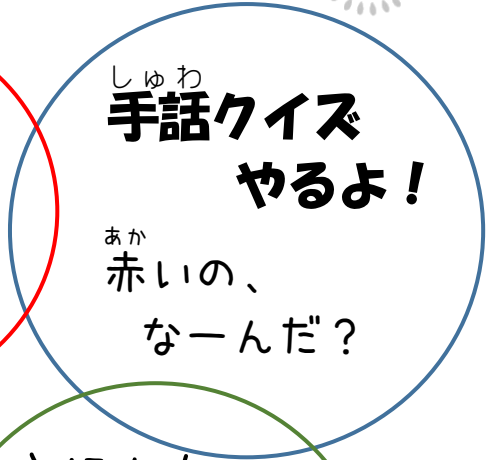 しゅわ
手話クイズ
やるよ！
あか
赤いの、
なーんだ？